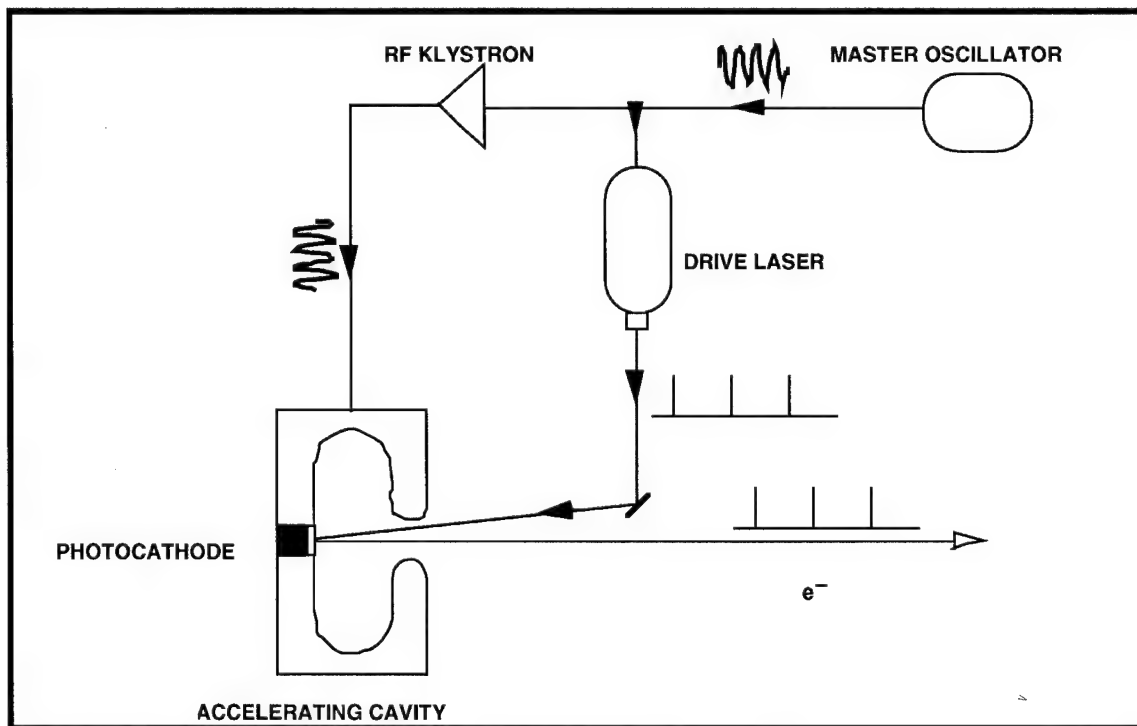 RF KLYSTRON
MASTER OSCILLATOR
DRIVE LASER
PHOTOCATHODE
e⁻
ACCELERATING CAVITY